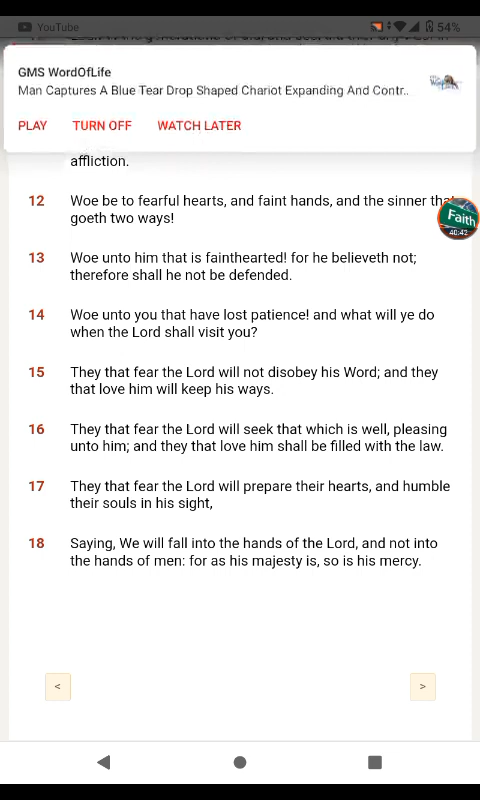 YouTube
54%
GMS WordOfLife
Man Captures A Blue Tear Drop Shaped Chariot Expanding And Contr..
PLAY TURN OFF WATCH LATER
affliction.
12 Woe be to fearful hearts, and faint hands, and the sinner that
goeth two ways!
Faith
40:42
13 Woe unto him that is fainthearted! for he believeth not;
therefore shall he not be defended.
14 Woe unto you that have lost patience! and what will ye do
when the Lord shall visit you?
15 They that fear the Lord will not disobey his Word; and they
that love him will keep his ways.
16 They that fear the Lord will seek that which is well, pleasing
unto him; and they that love him shall be filled with the law.
17 They that fear the Lord will prepare their hearts, and humble
their souls in his sight,
18 Saying, We will fall into the hands of the Lord, and not into
the hands of men: for as his majesty is, so is his mercy.
< >